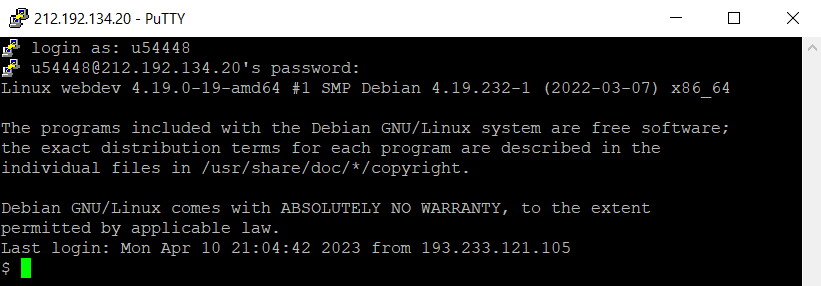 212.192.134.20 - PuTTY
login as: u54448
u54448@212.192.134.20's password:
Linux webdev 4.19.0-19-amd64 #1 SMP Debian 4.19.232-1 (2022-03-07) x86_64
The programs included with the Debian GNU/Linux system are free software;
the exact distribution terms for each program are described in the
individual files in /usr/share/doc/*/copyright.
Debian GNU/Linux comes with ABSOLUTELY NO WARRANTY, to the extent
permitted by applicable law.
Last login: Mon Apr 10 21:04:42 2023 from 193.233.121.105
$